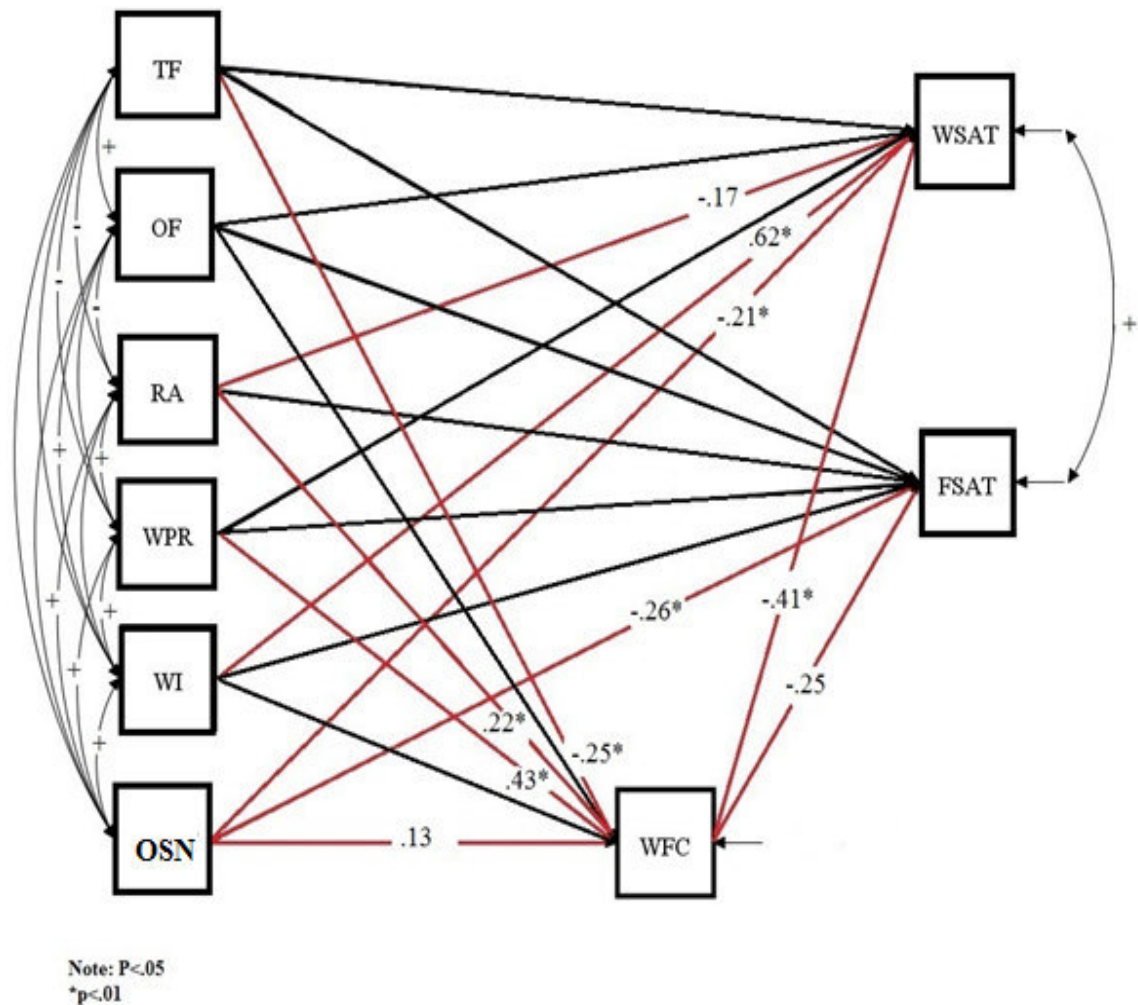 TF
WSAT
+
OF
-.17
-
.62*
-
-
-.21*
+
RA
+
+
FSAT
WPR
-.41*
+
+
-.26*
+
WI
-.25
.22*
+
-.25*
.43*
.13
OSN
WFC
Note: P<.05
*p<.01